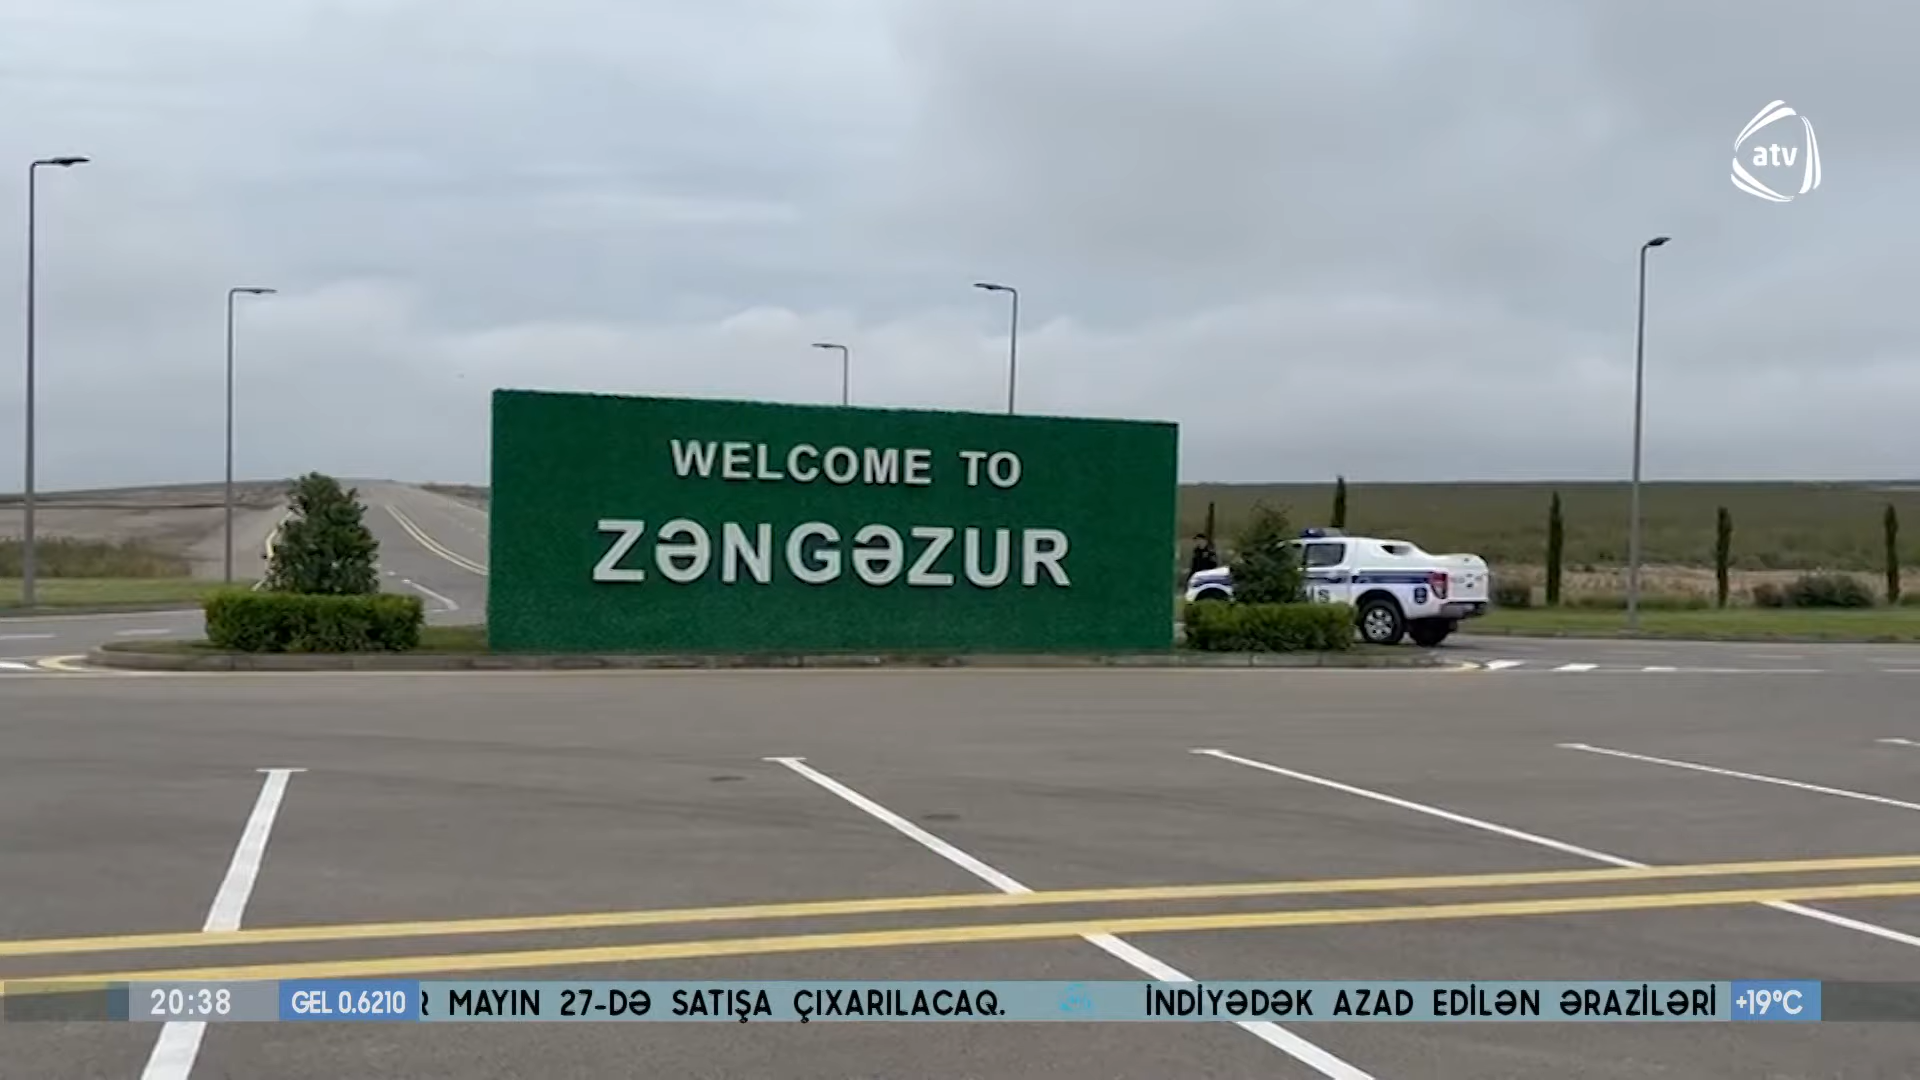 atv
WELCOME TO
ZƏNGƏZUR
20:38
GEL 0.6210
MAYIN 27-DƏ SATIŞA ÇIXARILACAQ.
İNDİYƏDƏK AZAD EDİLƏN ƏRAZİLƏRİ
+19°C